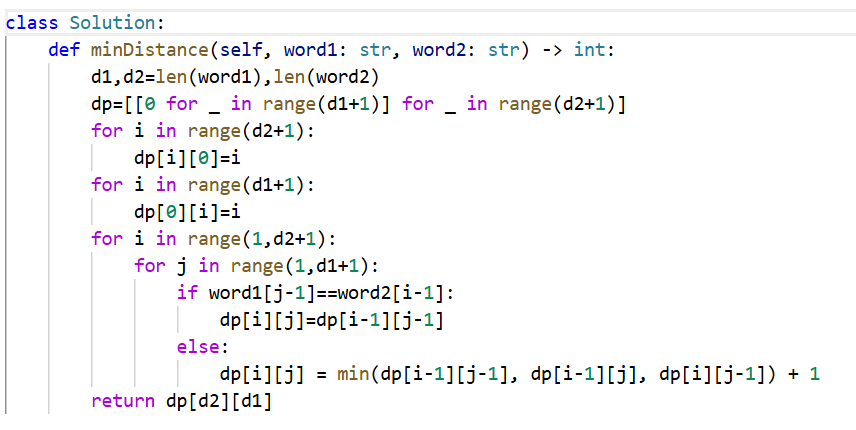 class Solution:
    def minDistance(self, word1: str, word2: str) -> int:
        d1,d2=len(word1),len(word2)
        dp=[[0 for _ in range(d1+1)] for _ in range(d2+1)]
        for i in range(d2+1):
            dp[i][0]=i
        for i in range(d1+1):
            dp[0][i]=i
        for i in range(1,d2+1):
            for j in range(1,d1+1):
                if word1[j-1]==word2[i-1]:
                    dp[i][j]=dp[i-1][j-1]
                else:
                    dp[i][j] = min(dp[i-1][j-1], dp[i-1][j], dp[i][j-1]) + 1
        return dp[d2][d1]